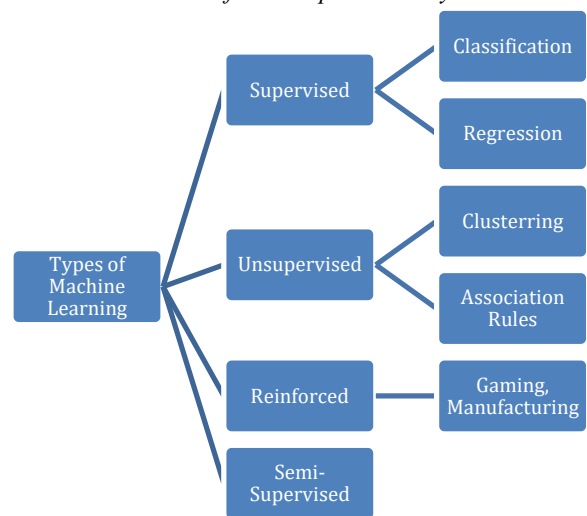 Supervised
Classification
Regression
Types of
Machine
Learning
Unsupervised
Clusterring
Association
Rules
Reinforced
Gaming,
Manufacturing
Semi-
Supervised